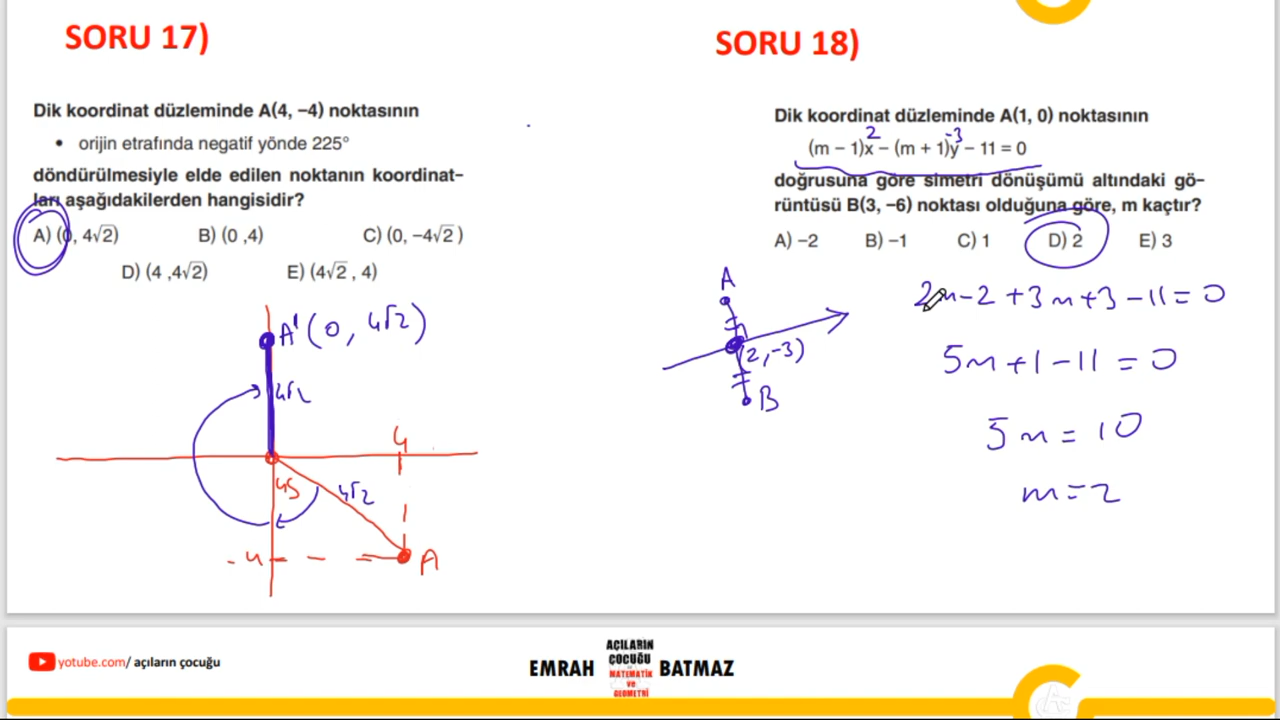 SORU 17)
Dik koordinat düzleminde A(4, –4) noktasının
• orijin etrafında negatif yönde 225°
döndürülmesiyle elde edilen noktanın koordinat-
ları aşağıdakilerden hangisidir?
A) (0, 4√2)
B) (0 ,4)
C) (0, –4√2 )
D) (4 ,4√2)
E) (4√2 , 4)
A' (0, 4√2)
4√2
4
45
4√2
-4
A
SORU 18)
Dik koordinat düzleminde A(1, 0) noktasının
2 -3
(m – 1)x – (m + 1)y – 11 = 0
doğrusuna göre simetri dönüşümü altındaki gö-
rüntüsü B(3, –6) noktası olduğuna göre, m kaçtır?
A) –2
B) –1
C) 1
D) 2
E) 3
A
(2,-3)
B
2m-2+3m+3-11=0
5m+1-11=0
5m=10
m=2
yotube.com/ açıların çocuğu
EMRAH
AÇILARIN
ÇOCUĞU
MATEMATİK
ve
GEOMETRİ
BATMAZ